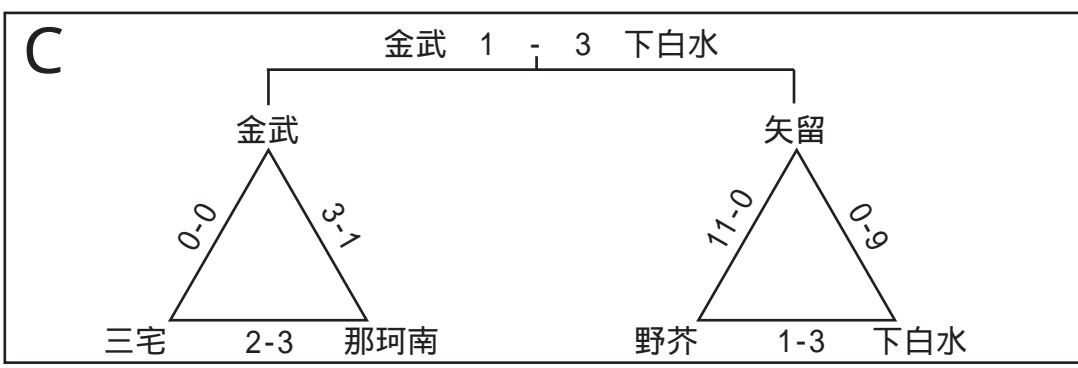 C
金武 1 - 3 下白水
金武
矢留
0-0
3-1
11-0
0-9
三宅 2-3 那珂南
野芥 1-3 下白水